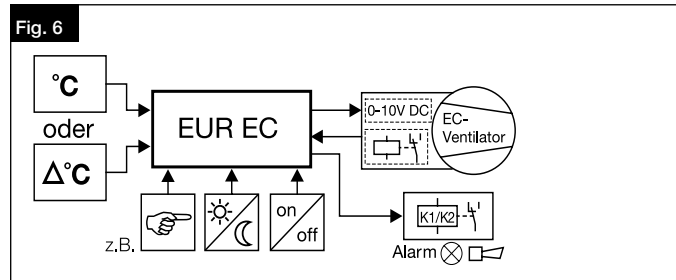 Fig. 6
°C
oder
Δ°C
EUR EC
0-10V DC
EC-
Ventilator
z.B.
on
off
K1/K2
Alarm